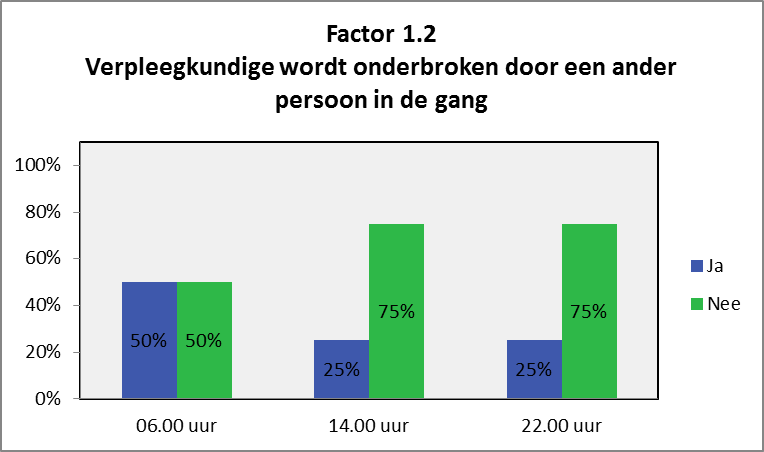 Factor 1.2
Verpleegkundige wordt onderbroken door een ander
persoon in de gang
100%
80%
60%
40%
20%
0%
50%
50%
25%
75%
25%
75%
06.00 uur
14.00 uur
22.00 uur
Ja
Nee